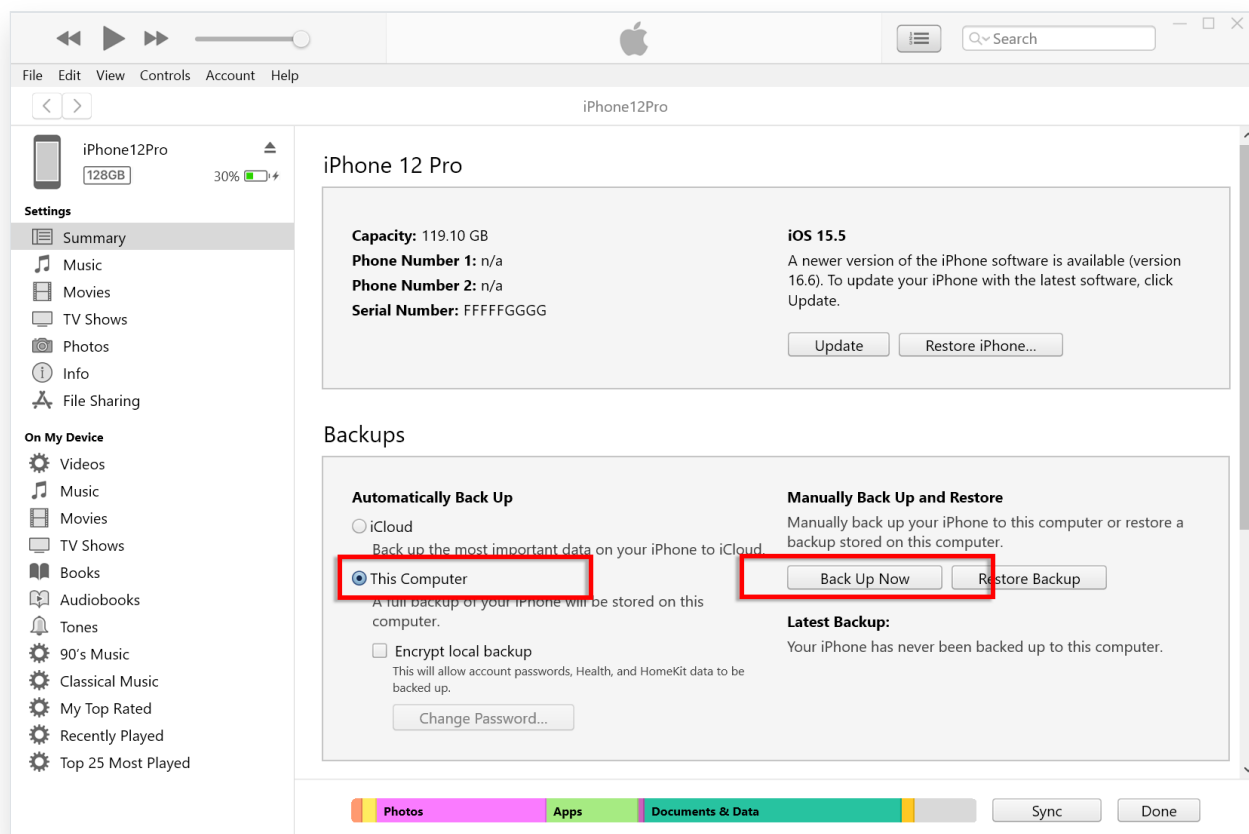 Search
File Edit View Controls Account Help
iPhone12Pro
iPhone12Pro
128GB
30%
Settings
Summary
Music
Movies
TV Shows
Photos
Info
File Sharing
On My Device
Videos
Music
Movies
TV Shows
Books
Audiobooks
Tones
90's Music
Classical Music
My Top Rated
Recently Played
Top 25 Most Played
iPhone 12 Pro
Capacity: 119.10 GB
Phone Number 1: n/a
Phone Number 2: n/a
Serial Number: FFFFFGGGG
iOS 15.5
A newer version of the iPhone software is available (version
16.6). To update your iPhone with the latest software, click
Update.
Update
Restore iPhone...
Backups
Automatically Back Up
iCloud
Back up the most important data on your iPhone to iCloud.
This Computer
A full backup of your iPhone will be stored on this
computer.
Encrypt local backup
This will allow account passwords, Health, and HomeKit data to be
backed up.
Change Password...
Manually Back Up and Restore
Manually back up your iPhone to this computer or restore a
backup stored on this computer.
Back Up Now
Restore Backup
Latest Backup:
Your iPhone has never been backed up to this computer.
Photos
Apps
Documents & Data
Sync
Done